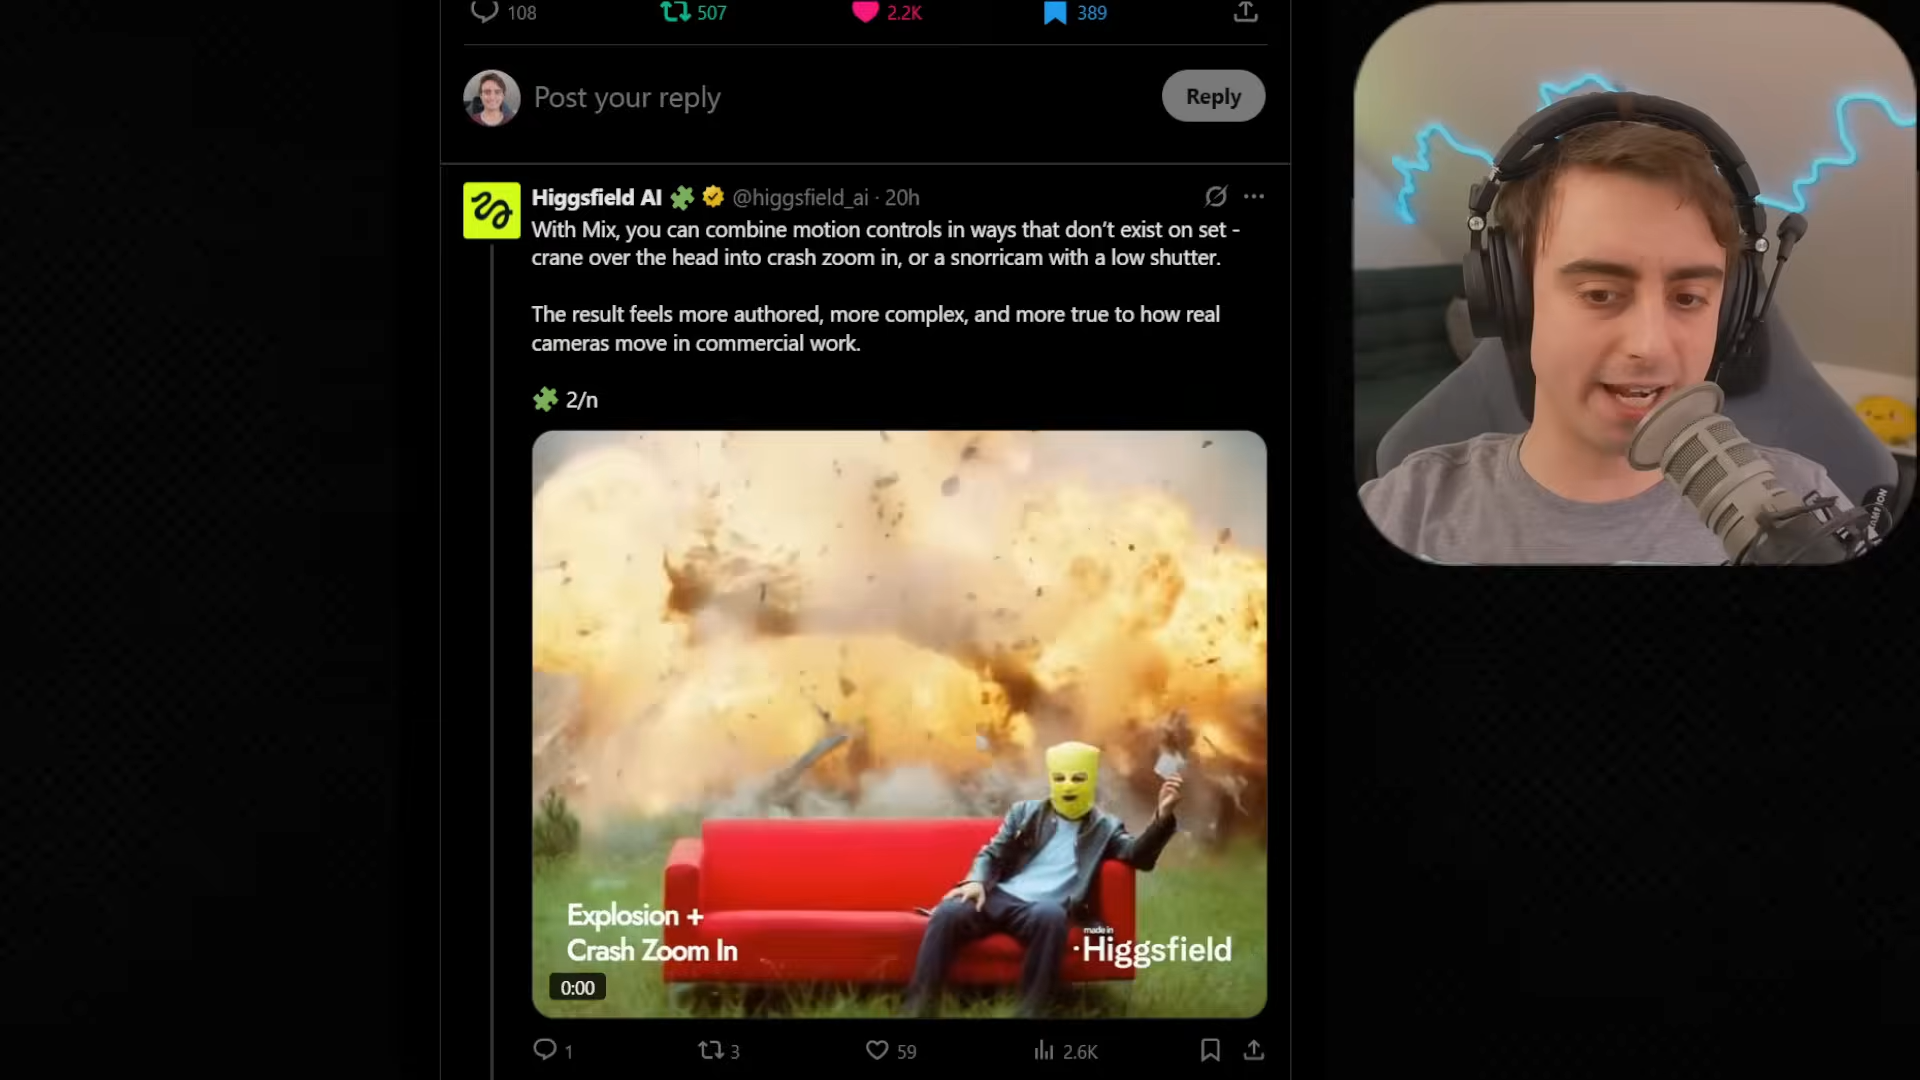 108 507 2.2K 389
Post your reply
Reply
Higgsfield AI @higgsfield_ai · 20h
With Mix, you can combine motion controls in ways that don’t exist on set -
crane over the head into crash zoom in, or a snorricam with a low shutter.
The result feels more authored, more complex, and more true to how real
cameras move in commercial work.
2/n
Explosion +
Crash Zoom In
made in
·Higgsfield
0:00
1 3 59 2.6K